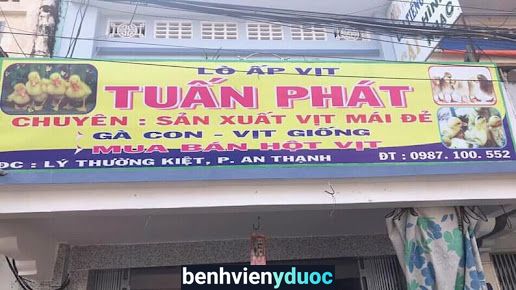 LÒ ẤP VỊT
TUẤN PHÁT
CHUYÊN : SẢN XUẤT VỊT MÁI ĐẺ
GÀ CON - VỊT GIỐNG
MUA BÁN HỘT VỊT
ĐC : LÝ THƯỜNG KIỆT, P. AN THẠNH
ĐT : 0987. 100. 552
benhvienyduoc